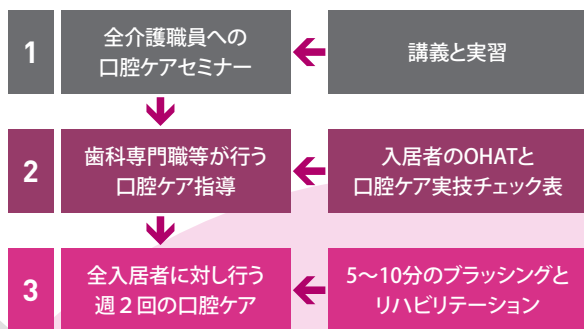 1
全介護職員への
口腔ケアセミナー
講義と実習
2
歯科専門職等が行う
口腔ケア指導
入居者のOHATと
口腔ケア実技チェック表
3
全入居者に対し行う
週2回の口腔ケア
5〜10分のブラッシングと
リハビリテーション